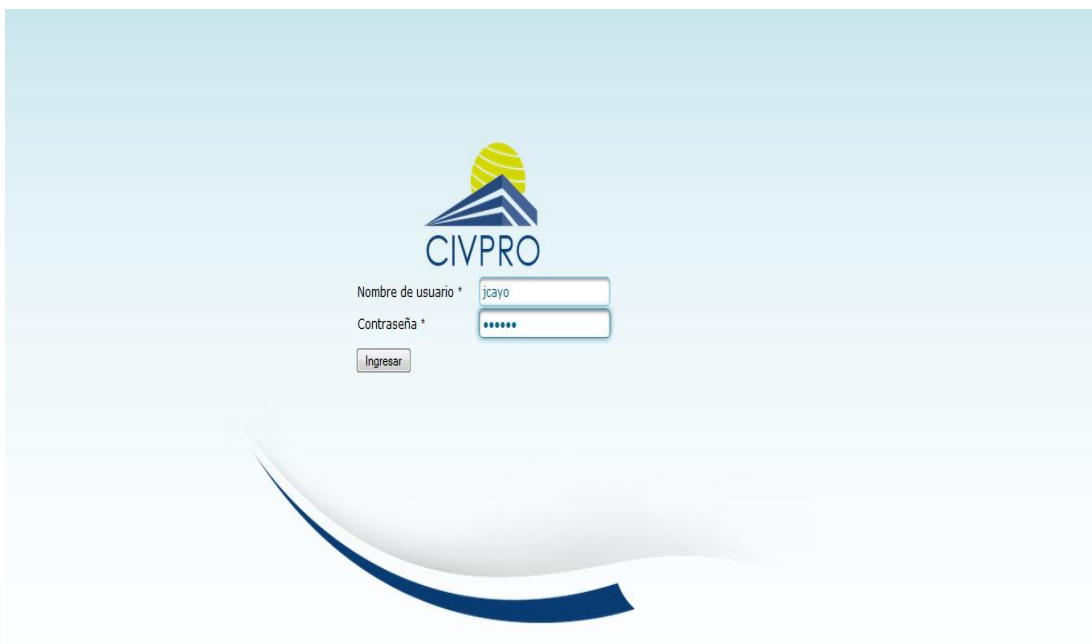 CIVPRO
Nombre de usuario * jcayo
Contraseña * ••••••
Ingresar